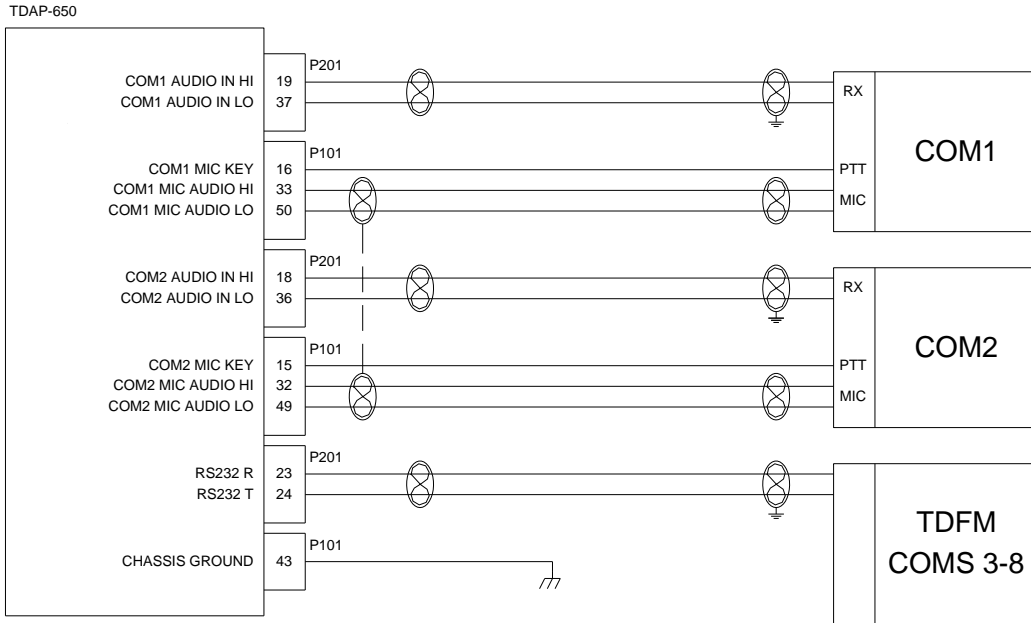 TDAP-650
P201
COM1 AUDIO IN HI 19
COM1 AUDIO IN LO 37
RX
COM1
P101
COM1 MIC KEY 16 PTT
COM1 MIC AUDIO HI 33
COM1 MIC AUDIO LO 50
MIC
P201
COM2 AUDIO IN HI 18
COM2 AUDIO IN LO 36
RX
COM2
P101
COM2 MIC KEY 15 PTT
COM2 MIC AUDIO HI 32
COM2 MIC AUDIO LO 49
MIC
P201
RS232 R 23
RS232 T 24
TDFM
COMS 3-8
P101
CHASSIS GROUND 43